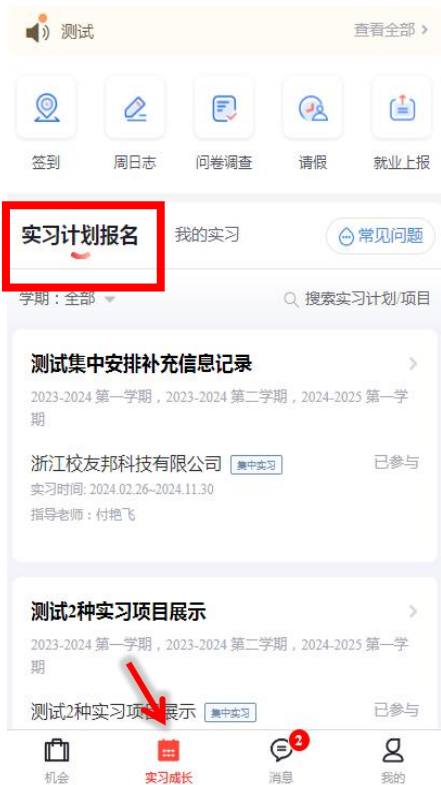 测试
查看全部 >
签到
周日志
问卷调查
请假
就业上报
实习计划报名
我的实习
常见问题
学期：全部
搜索实习计划/项目
测试集中安排补充信息记录
2023-2024 第一学期，2023-2024 第二学期，2024-2025 第一学
期
浙江校友邦科技有限公司 集中实习
已参与
实习时间: 2024.02.26~2024.11.30
指导老师：付艳飞
测试2种实习项目展示
2023-2024 第一学期，2023-2024 第二学期，2024-2025 第一学
期
测试2种实习项目展示 集中实习
已参与
2
机会
实习成长
消息
我的